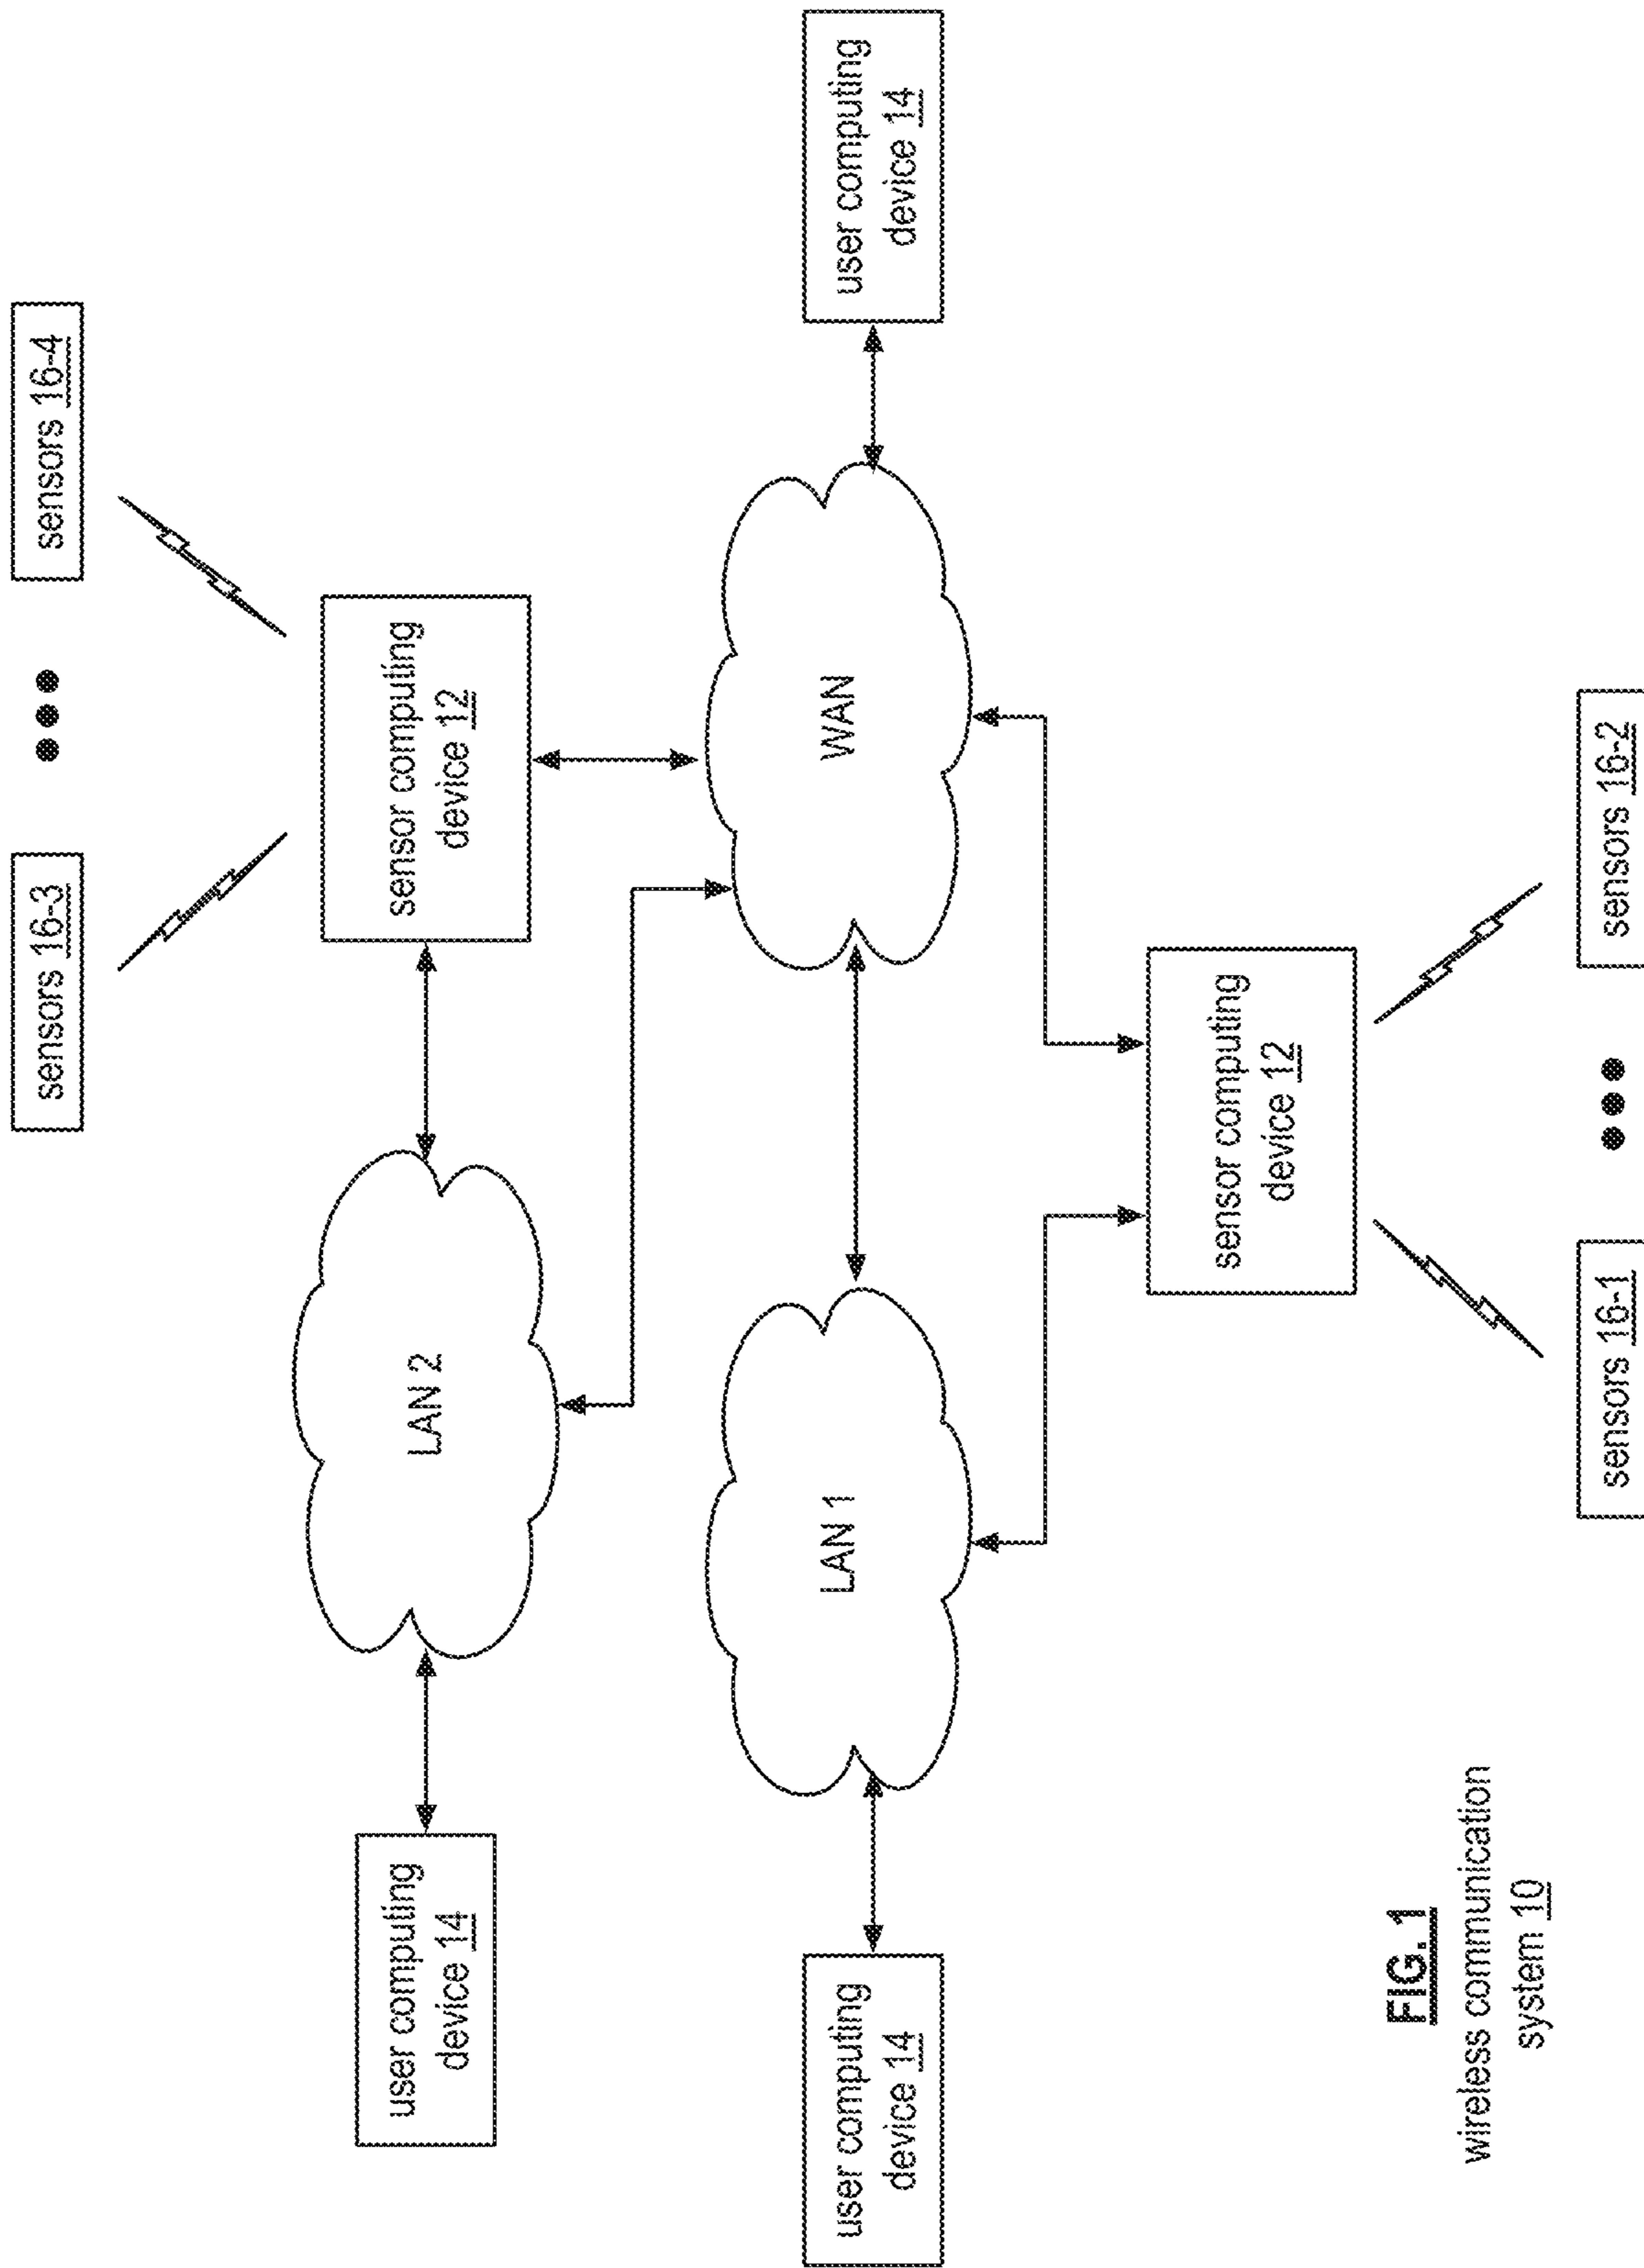 sensors 16-3
sensors 16-4
user computing
device 14
LAN 2
sensor computing
device 12
user computing
device 14
LAN 1
WAN
user computing
device 14
sensor computing
device 12
sensors 16-1
sensors 16-2
FIG. 1
wireless communication
system 10